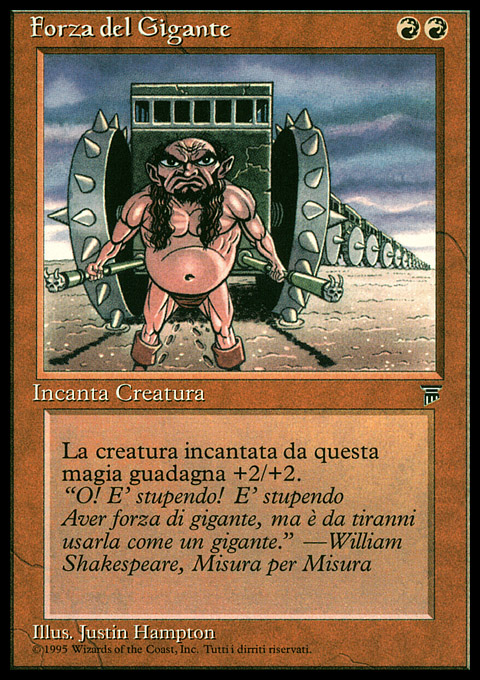 Forza del Gigante
Incanta Creatura
La creatura incantata da questa
magia guadagna +2/+2.
“O! E’ stupendo! E’ stupendo
Aver forza di gigante, ma è da tiranni
usarla come un gigante.” —William
Shakespeare, Misura per Misura
Illus. Justin Hampton
©1995 Wizards of the Coast, Inc. Tutti i dirriti riservati.